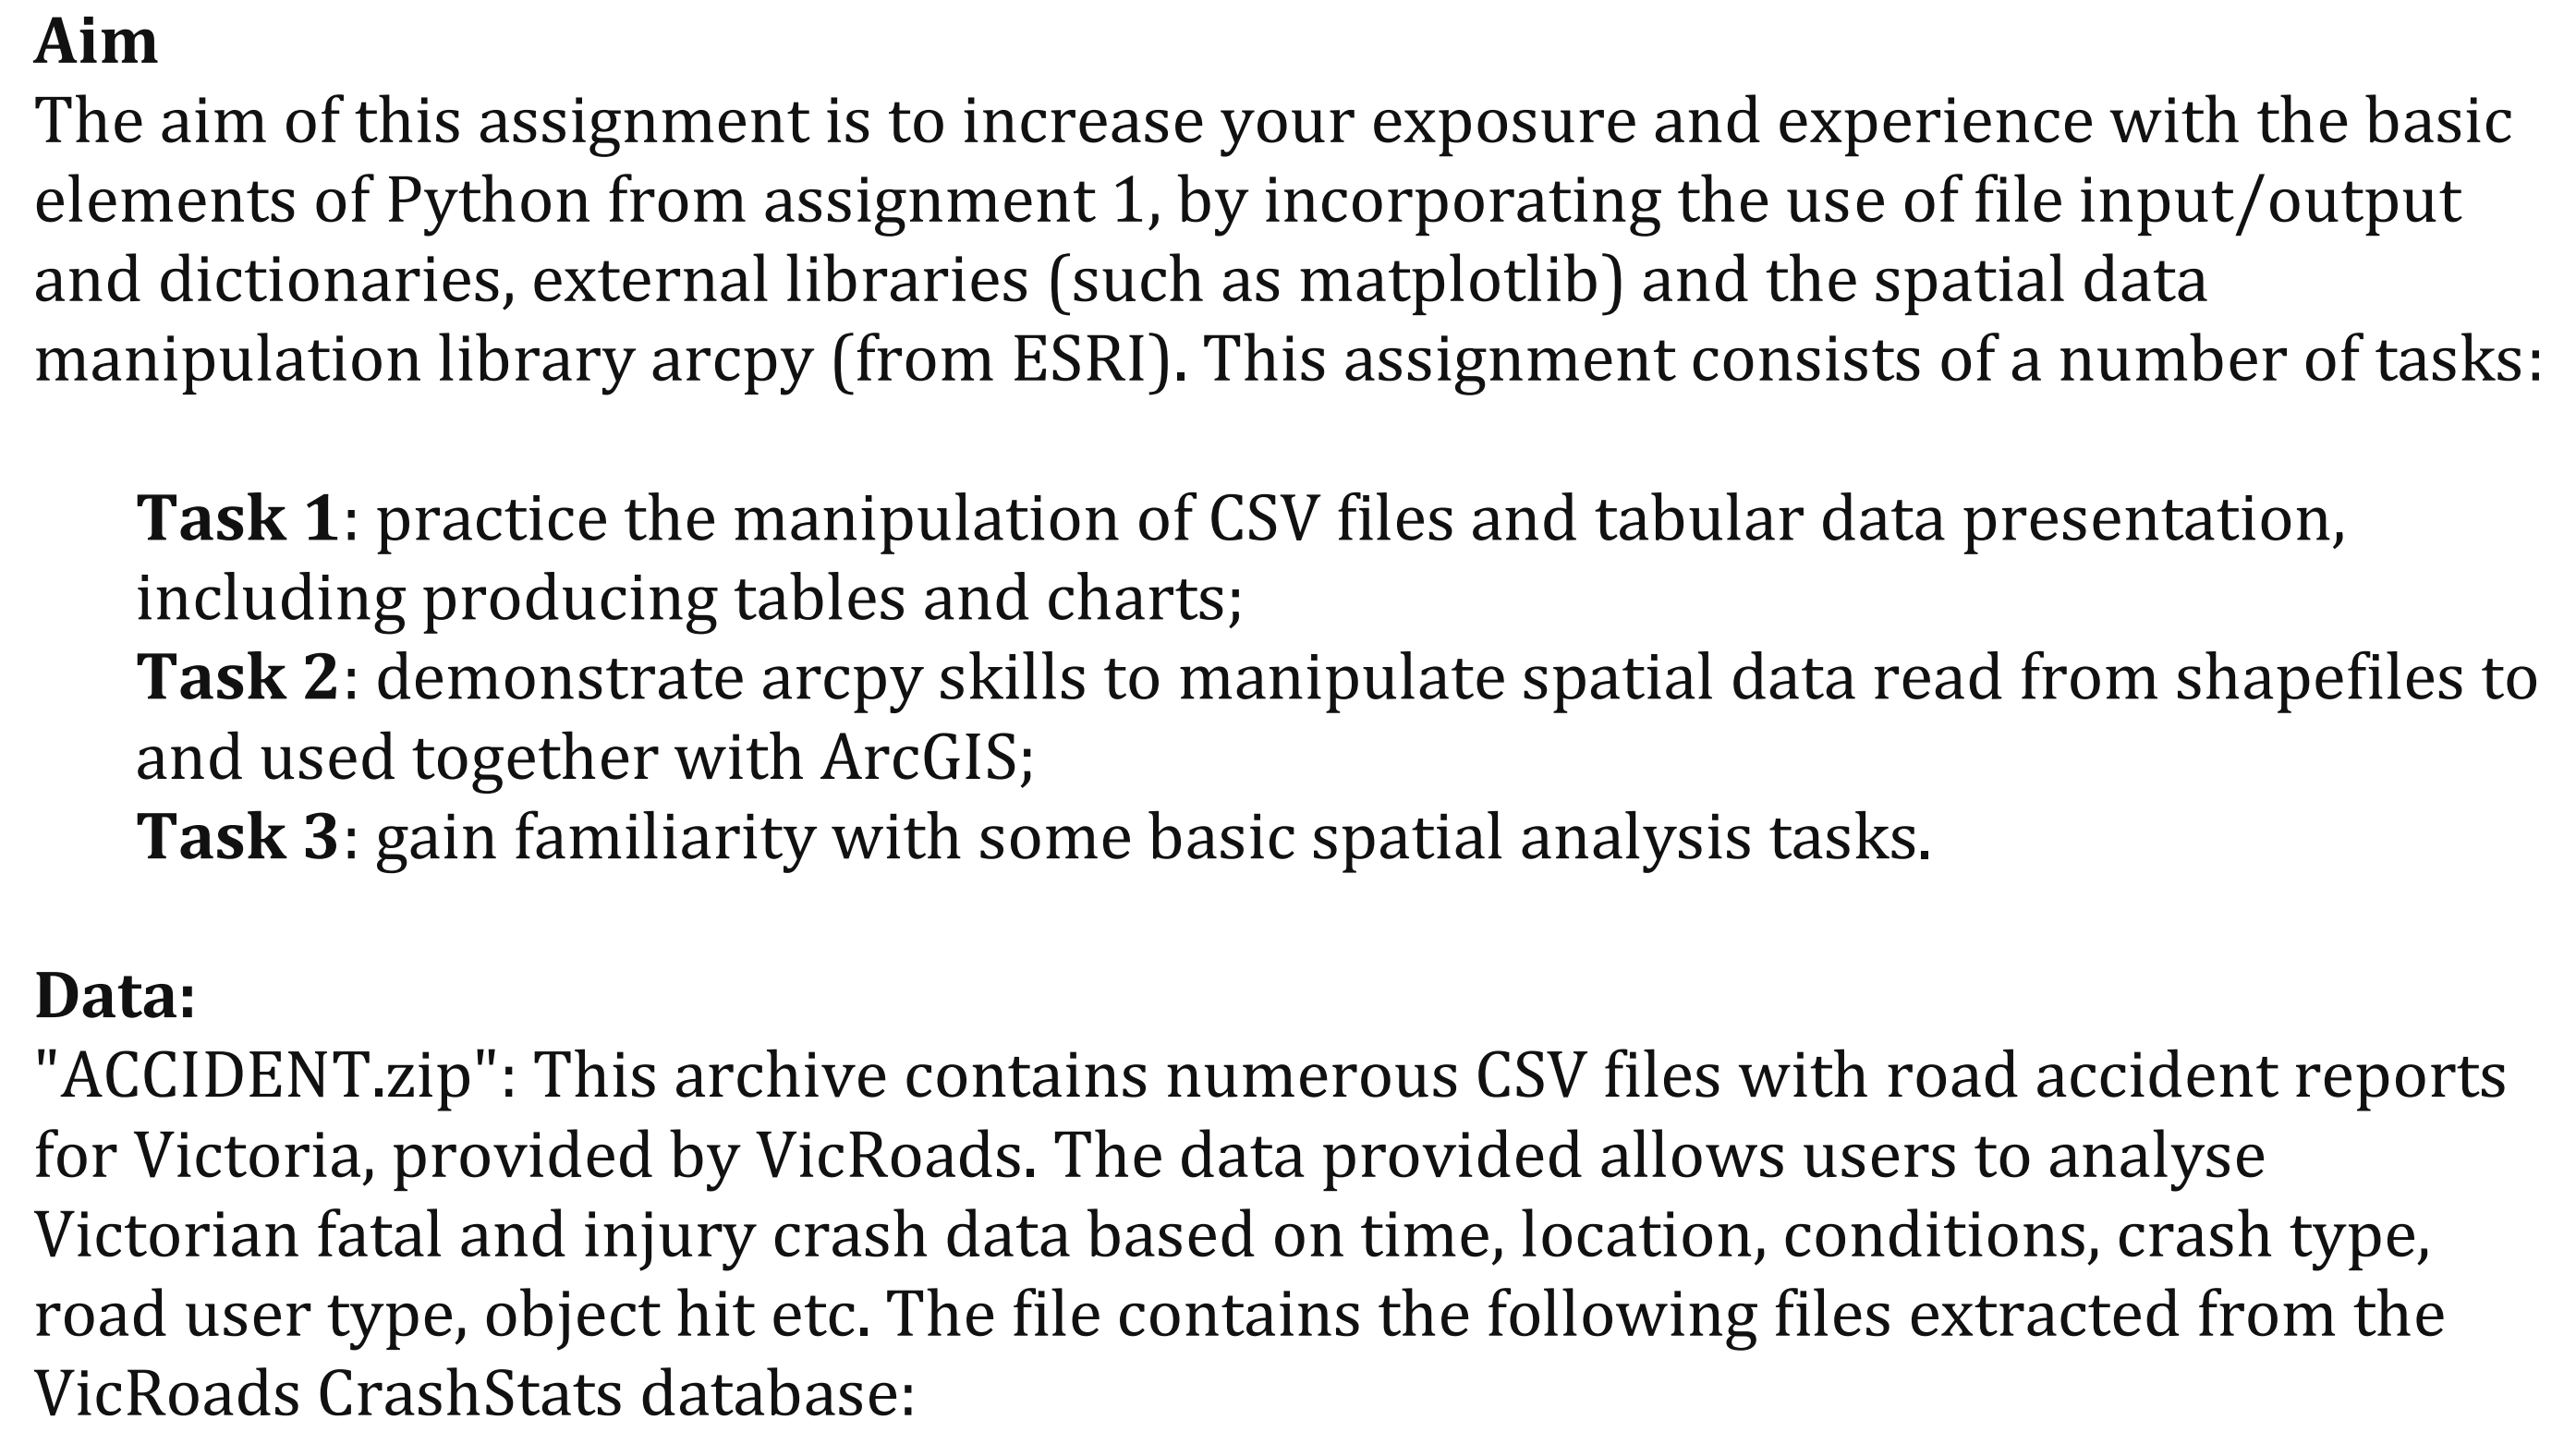 Aim
The aim of this assignment is to increase your exposure and experience with the basic
elements of Python from assignment 1, by incorporating the use of file input/output
and dictionaries, external libraries (such as matplotlib) and the spatial data
manipulation library arcpy (from ESRI). This assignment consists of a number of tasks:
Task 1: practice the manipulation of CSV files and tabular data presentation,
including producing tables and charts;
Task 2: demonstrate arcpy skills to manipulate spatial data read from shapefiles to
and used together with ArcGIS;
Task 3: gain familiarity with some basic spatial analysis tasks.
Data:
"ACCIDENT.zip": This archive contains numerous CSV files with road accident reports
for Victoria, provided by VicRoads. The data provided allows users to analyse
Victorian fatal and injury crash data based on time, location, conditions, crash type,
road user type, object hit etc. The file contains the following files extracted from the
VicRoads CrashStats database: